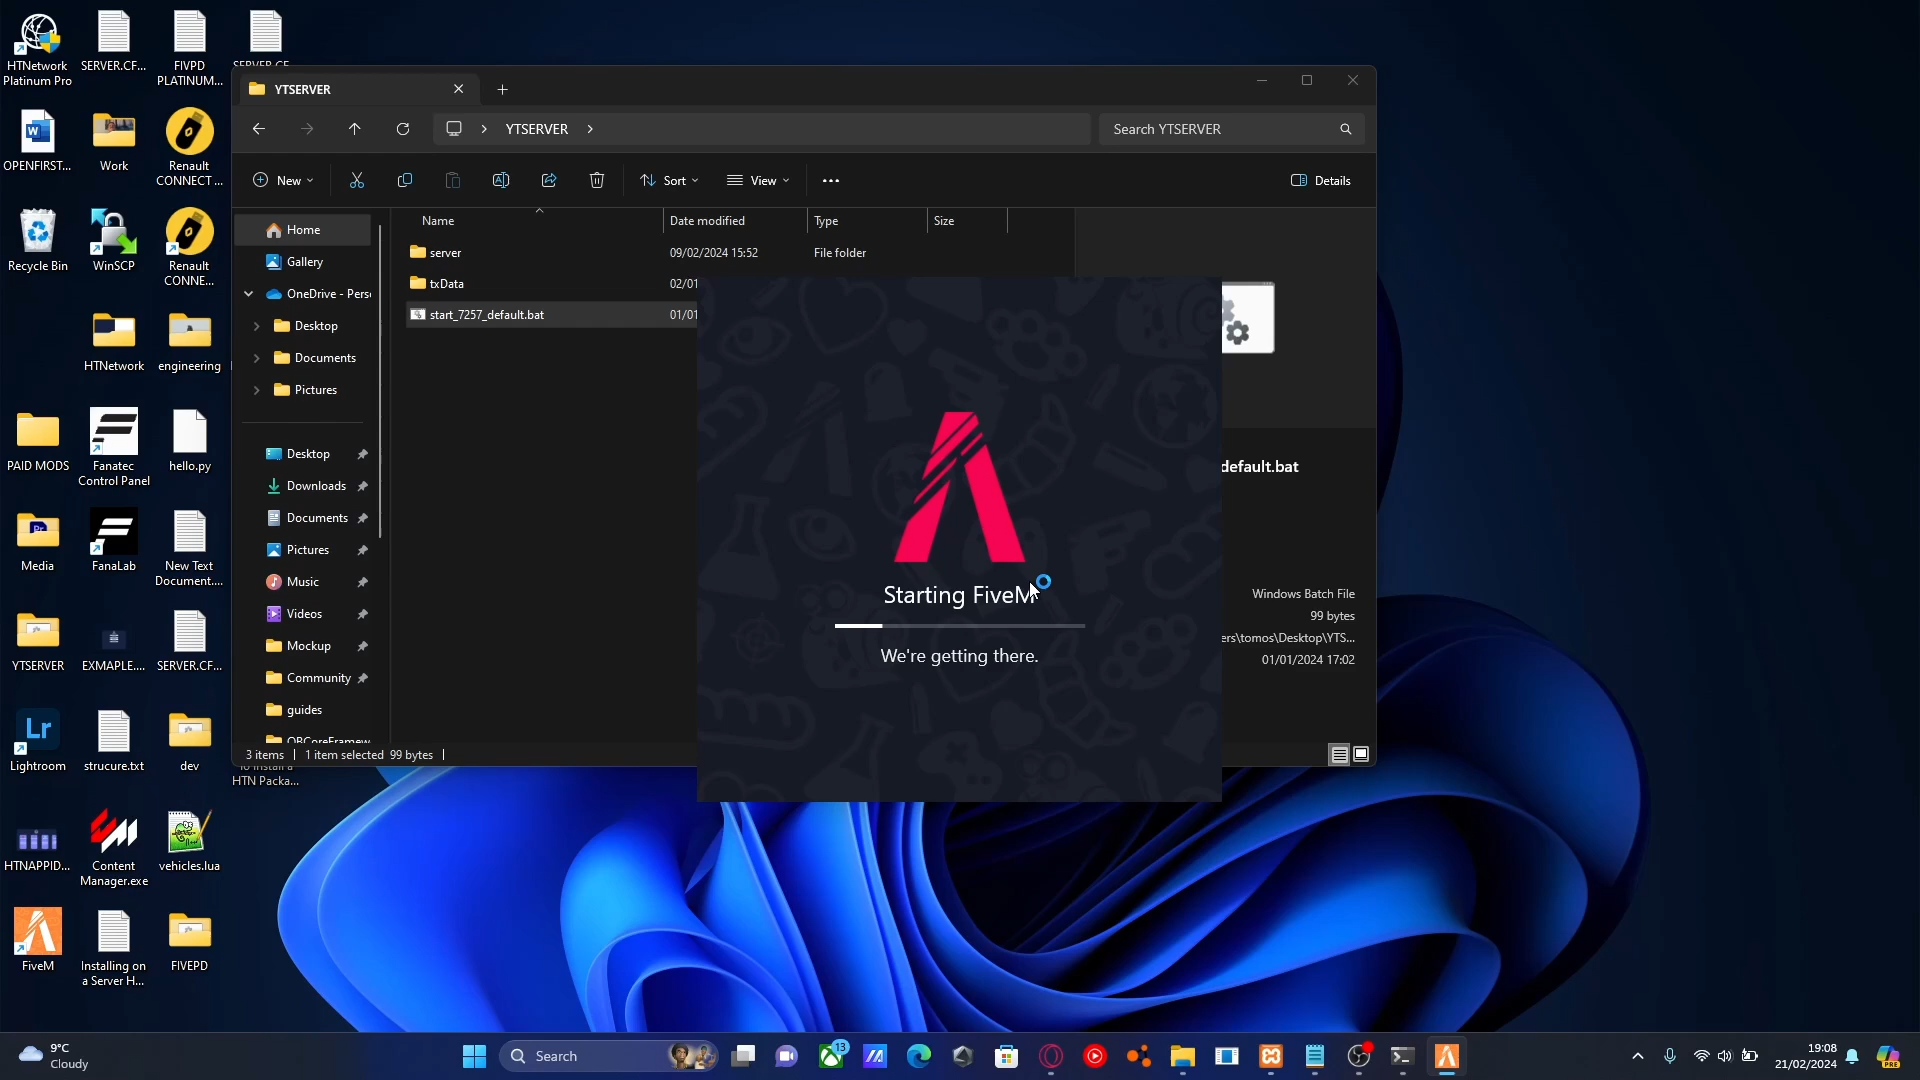 HTNetwork
Platinum Pro
SERVER.CF...
FIVPD
PLATINUM...
SERVER.CF
OPENFIRST...
Work
Renault
CONNECT ...
Recycle Bin
WinSCP
Renault
CONNE...
HTNetwork
engineering
PAID MODS
Fanatec
Control Panel
hello.py
Media
FanaLab
New Text
Document....
YTSERVER
EXMAPLE....
SERVER.CF...
Lr
Lightroom
strucure.txt
dev
to install a
HTN Packa...
HTNAPPID...
Content
Manager.exe
vehicles.lua
FiveM
Installing on
a Server H...
FIVEPD
YTSERVER
YTSERVER
Search YTSERVER
New
Sort
View
Details
Home
Gallery
OneDrive - Pers
Desktop
Documents
Pictures
Desktop
Downloads
Documents
Pictures
Music
Videos
Mockup
Community
guides
QBCoreFramew
Name
Date modified
Type
Size
server
09/02/2024 15:52
File folder
txData
02/01
start_7257_default.bat
01/01
Starting FiveM
We're getting there.
default.bat
Windows Batch File
99 bytes
ers\tomos\Desktop\YTS...
01/01/2024 17:02
3 items
1 item selected 99 bytes
9°C
Cloudy
Search
13
19:08
21/02/2024
PRE